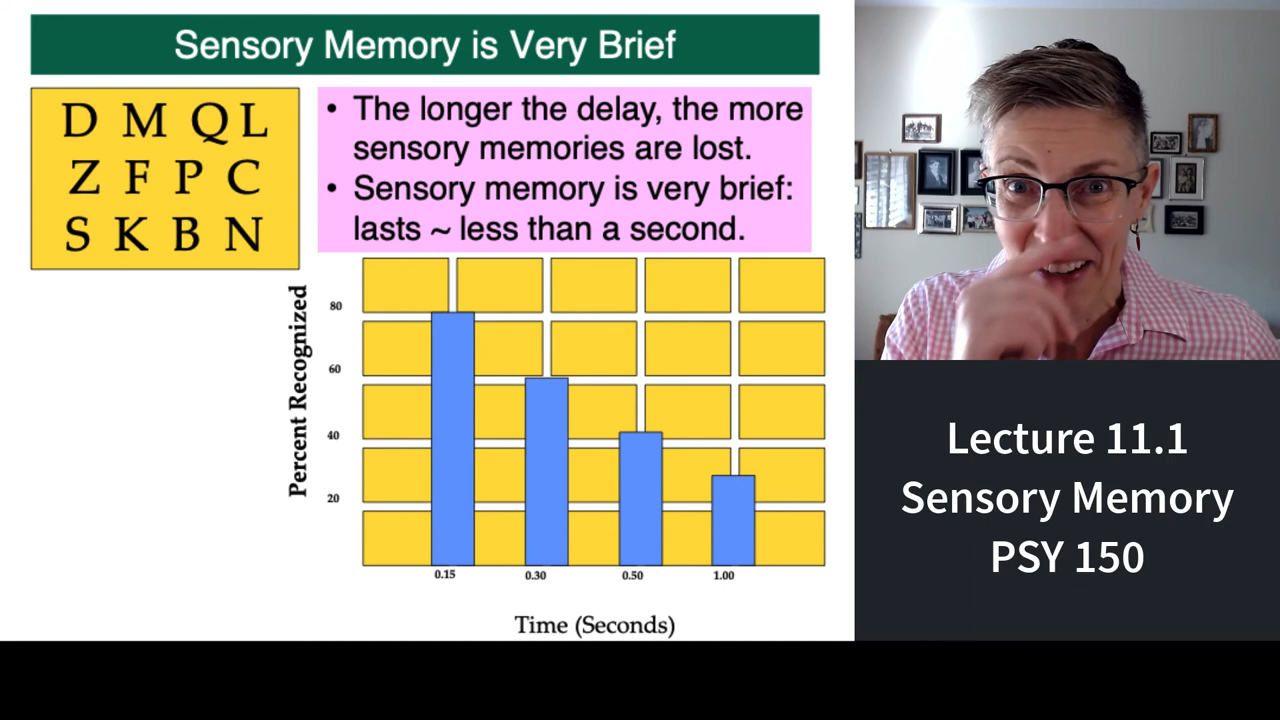 Sensory Memory is Very Brief
D M Q L
Z F P C
S K B N
• The longer the delay, the more
sensory memories are lost.
• Sensory memory is very brief:
lasts ~ less than a second.
Percent Recognized
80
60
40
20
0.15 0.30 0.50 1.00
Time (Seconds)
Lecture 11.1
Sensory Memory
PSY 150